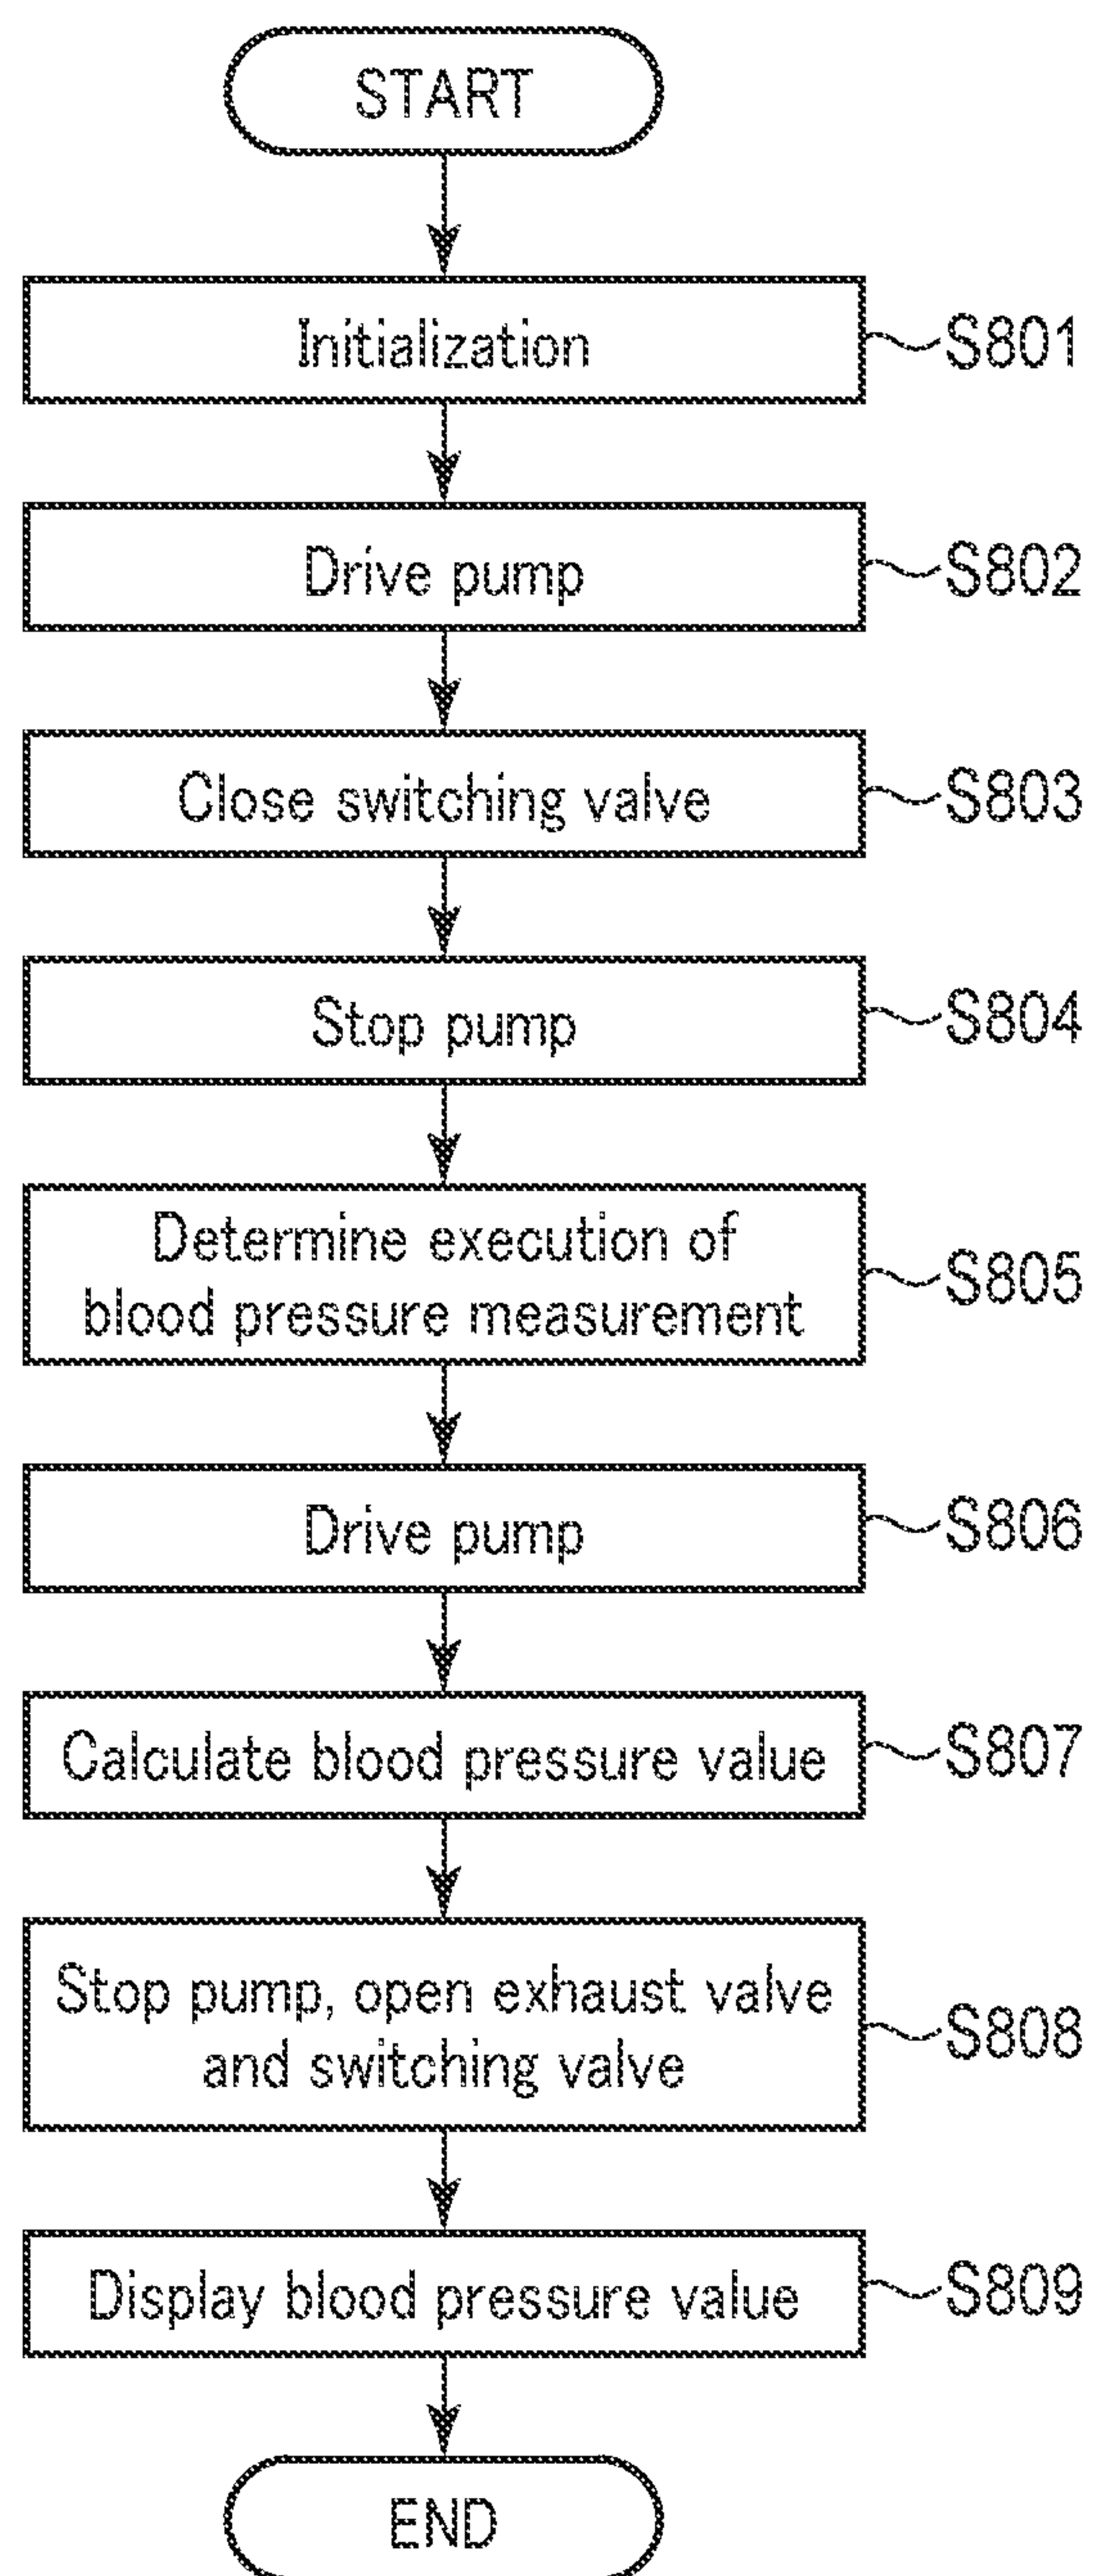 START
Initialization
S801
Drive pump
S802
Close switching valve
S803
Stop pump
S804
Determine execution of
blood pressure measurement
S805
Drive pump
S806
Calculate blood pressure value
S807
Stop pump, open exhaust valve
and switching valve
S808
Display blood pressure value
S809
END